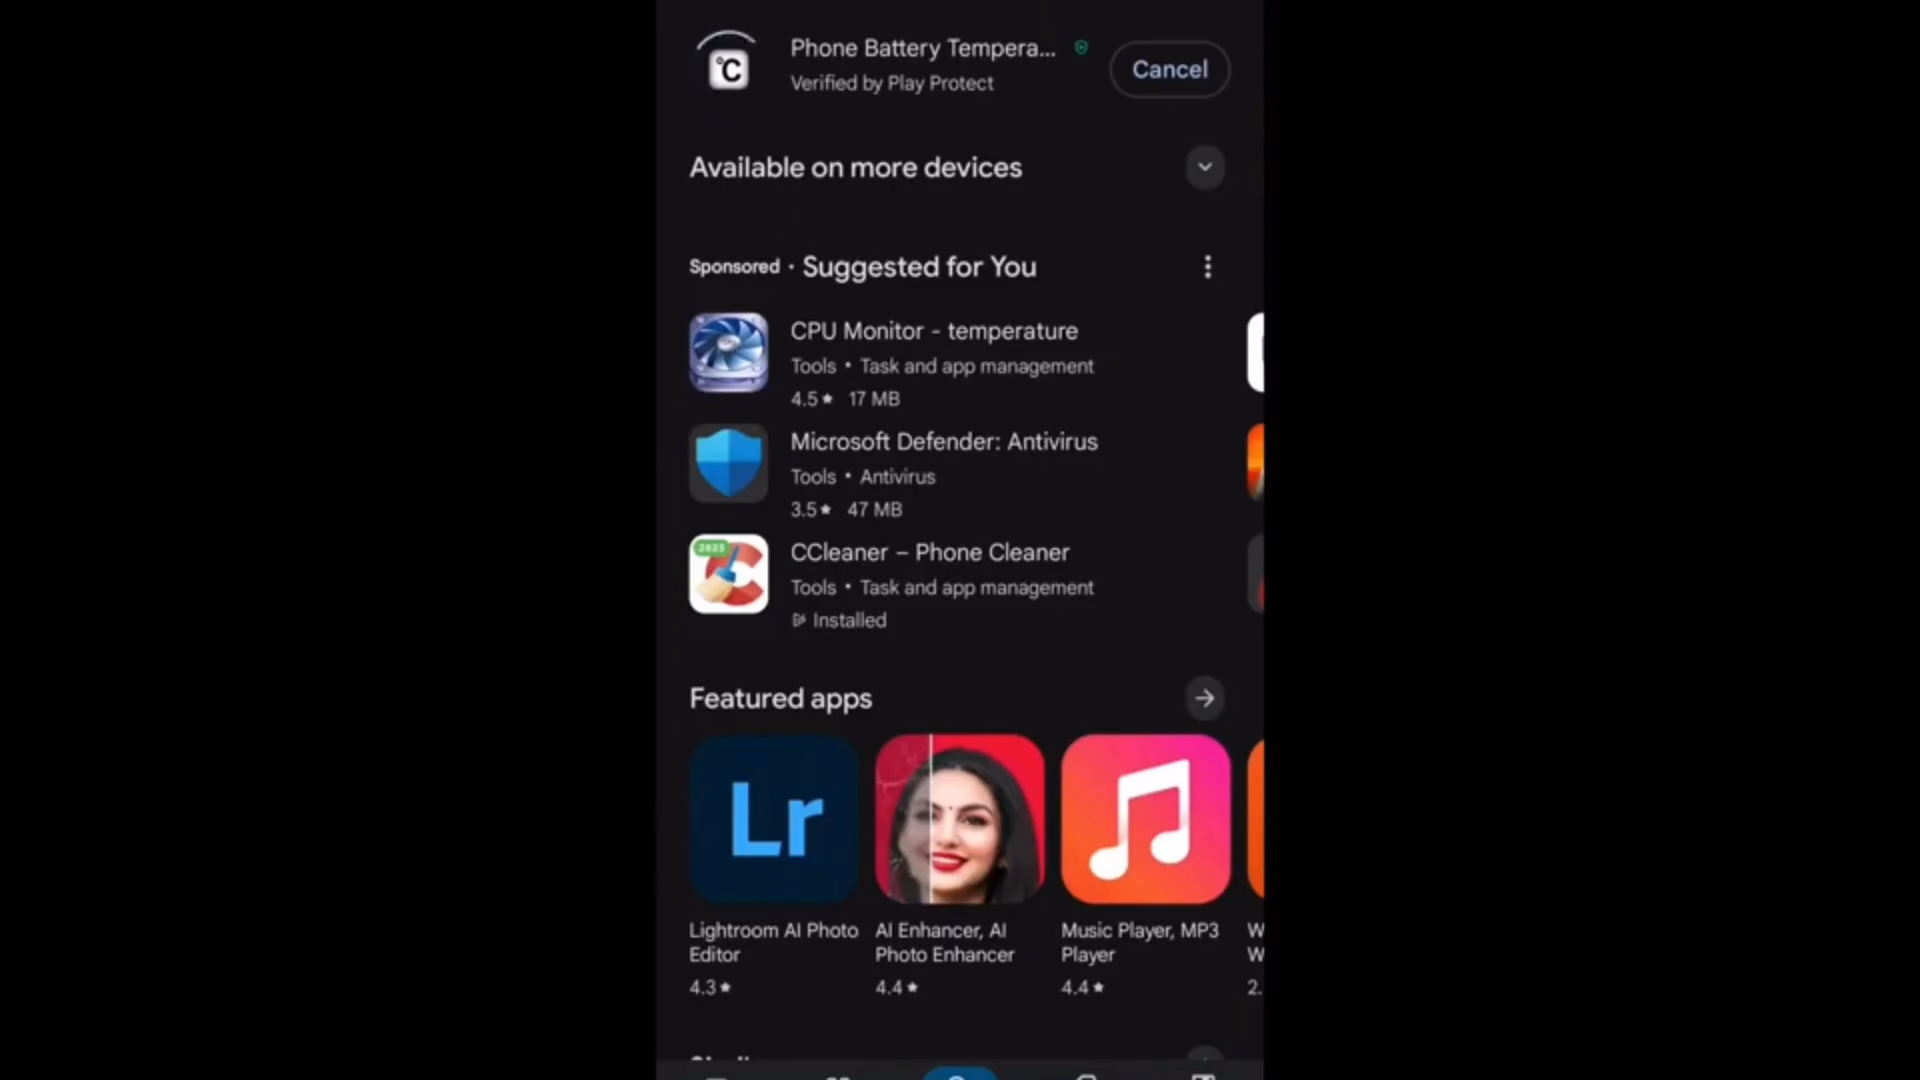 °C
Phone Battery Tempera...
Verified by Play Protect
Cancel
Available on more devices
Sponsored • Suggested for You
CPU Monitor - temperature
Tools • Task and app management
4.5★ 17 MB
Microsoft Defender: Antivirus
Tools • Antivirus
3.5★ 47 MB
2025
CCleaner – Phone Cleaner
Tools • Task and app management
Installed
Featured apps
Lr
Lightroom AI Photo
Editor
4.3★
AI Enhancer, AI
Photo Enhancer
4.4★
Music Player, MP3
Player
4.4★
W
W
2.